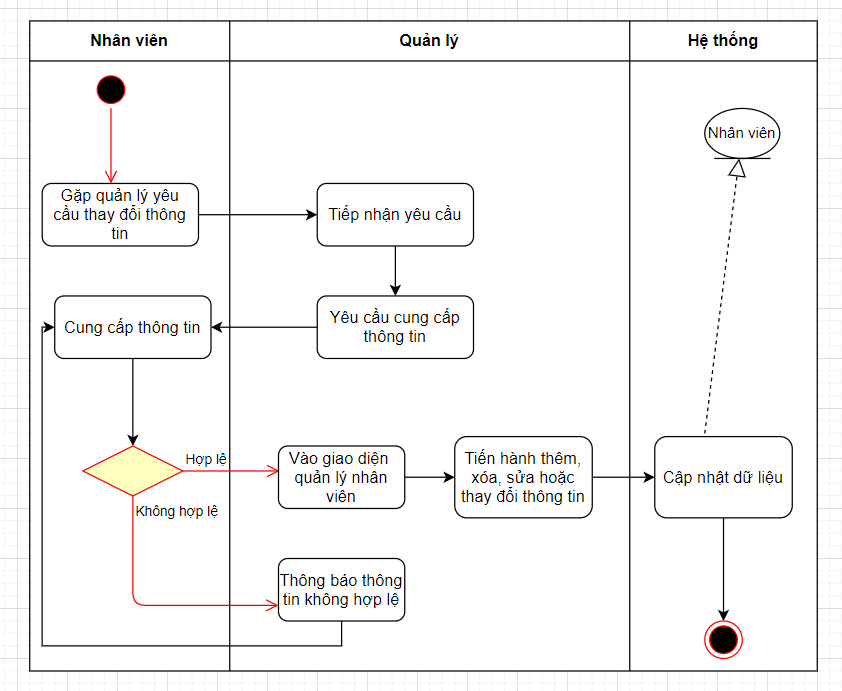 Nhân viên
Quản lý
Hệ thống
Nhân viên
Gặp quản lý yêu
cầu thay đổi thông
tin
Tiếp nhận yêu cầu
Cung cấp thông tin
Yêu cầu cung cấp
thông tin
Hợp lệ
Không hợp lệ
Vào giao diện
quản lý nhân
viên
Tiến hành thêm,
xóa, sửa hoặc
thay đổi thông tin
Cập nhật dữ liệu
Thông báo thông
tin không hợp lệ